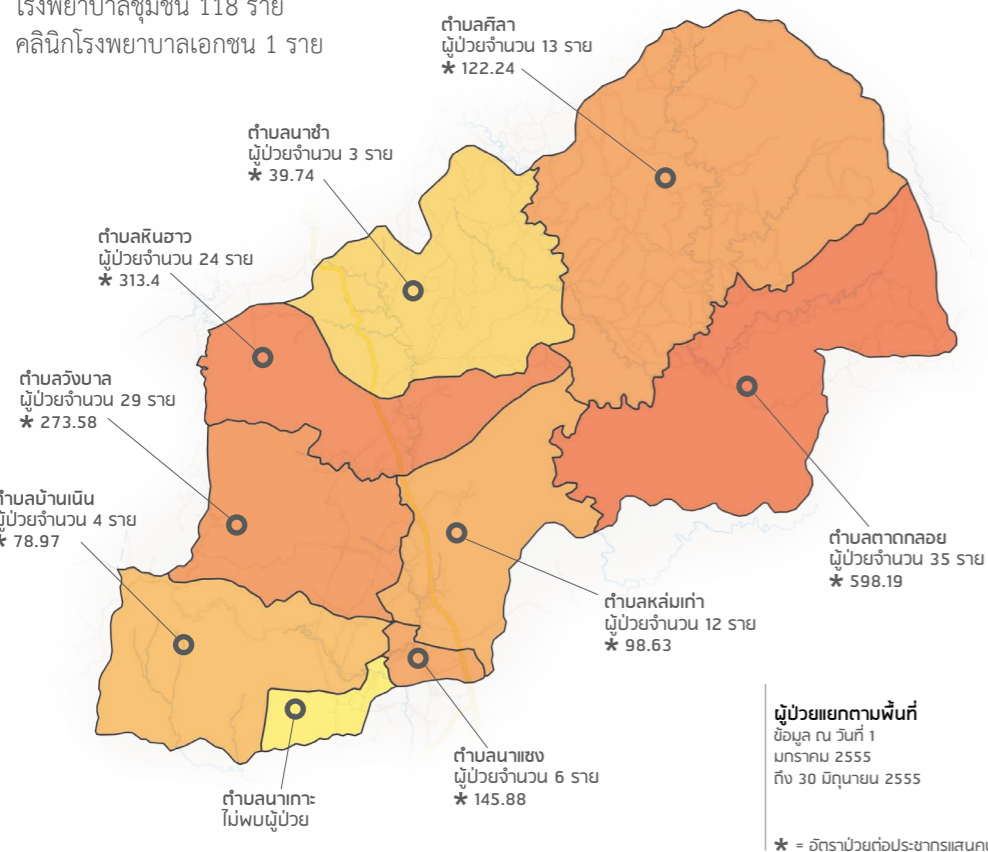 โรงพยาบาลชุมชน 118 ราย
คลินิกโรงพยาบาลเอกชน 1 ราย
ตำบลศิลา
ผู้ป่วยจำนวน 13 ราย
* 122.24
ตำบลนาซำ
ผู้ป่วยจำนวน 3 ราย
* 39.74
ตำบลหินฮาว
ผู้ป่วยจำนวน 24 ราย
* 313.4
ตำบลวังบาล
ผู้ป่วยจำนวน 29 ราย
* 273.58
ตำบลบ้านเนิน
ผู้ป่วยจำนวน 4 ราย
* 78.97
ตำบลตาดกลอย
ผู้ป่วยจำนวน 35 ราย
* 598.19
ตำบลหล่มเก่า
ผู้ป่วยจำนวน 12 ราย
* 98.63
ตำบลนาแซง
ผู้ป่วยจำนวน 6 ราย
* 145.88
ตำบลนาเกาะ
ไม่พบผู้ป่วย
ผู้ป่วยแยกตามพื้นที่
ข้อมูล ณ วันที่ 1
มกราคม 2555
ถึง 30 มิถุนายน 2555
* = อัตราป่วยต่อประชากรแสนคน